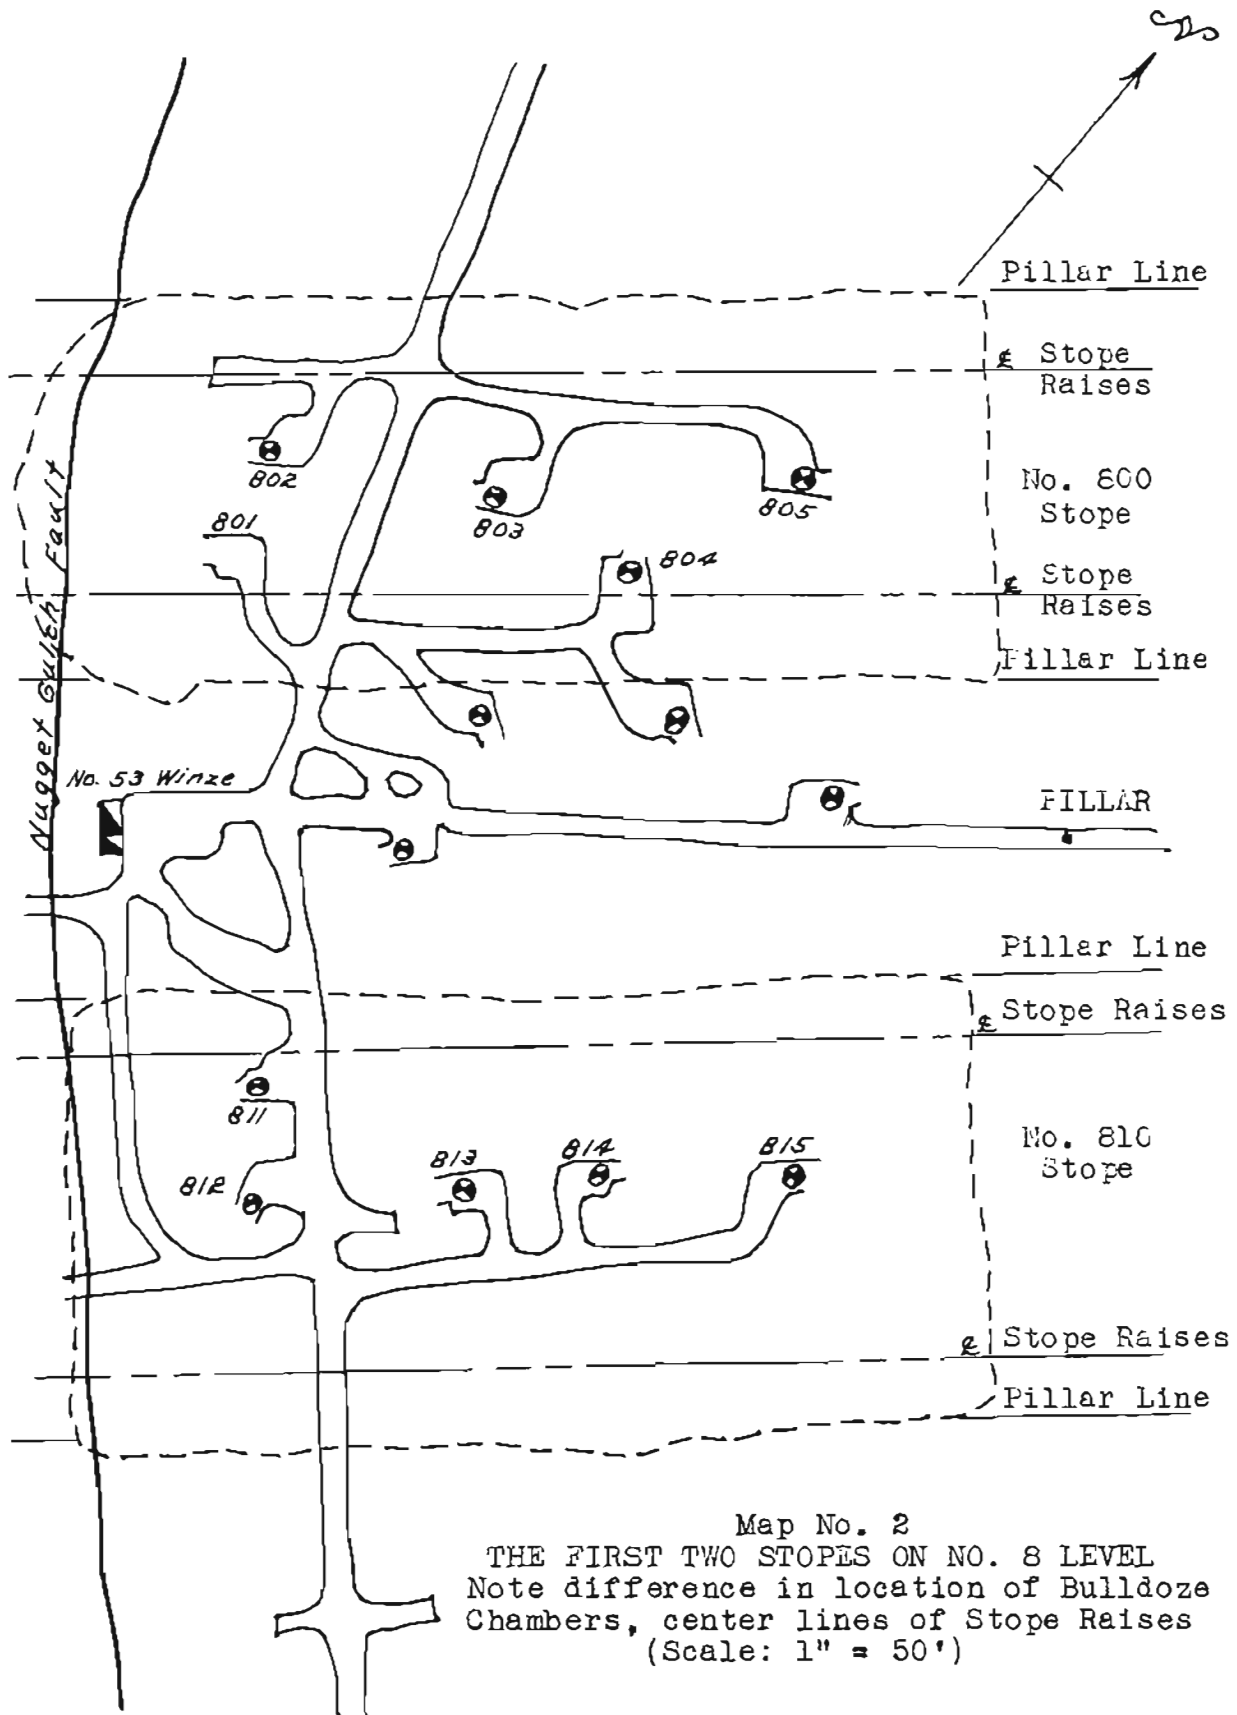 Pillar Line
℄ Stope
Raises
802
803
805
No. 800
Stope
801
804
℄ Stope
Raises
Pillar Line
Nugget Gulch Fault
No. 53 Winze
PILLAR
Pillar Line
℄ Stope Raises
811
No. 810
Stope
812
813
814
815
℄ Stope Raises
Pillar Line
Map No. 2
THE FIRST TWO STOPES ON NO. 8 LEVEL
Note difference in location of Bulldoze
Chambers, center lines of Stope Raises
(Scale: 1" = 50')